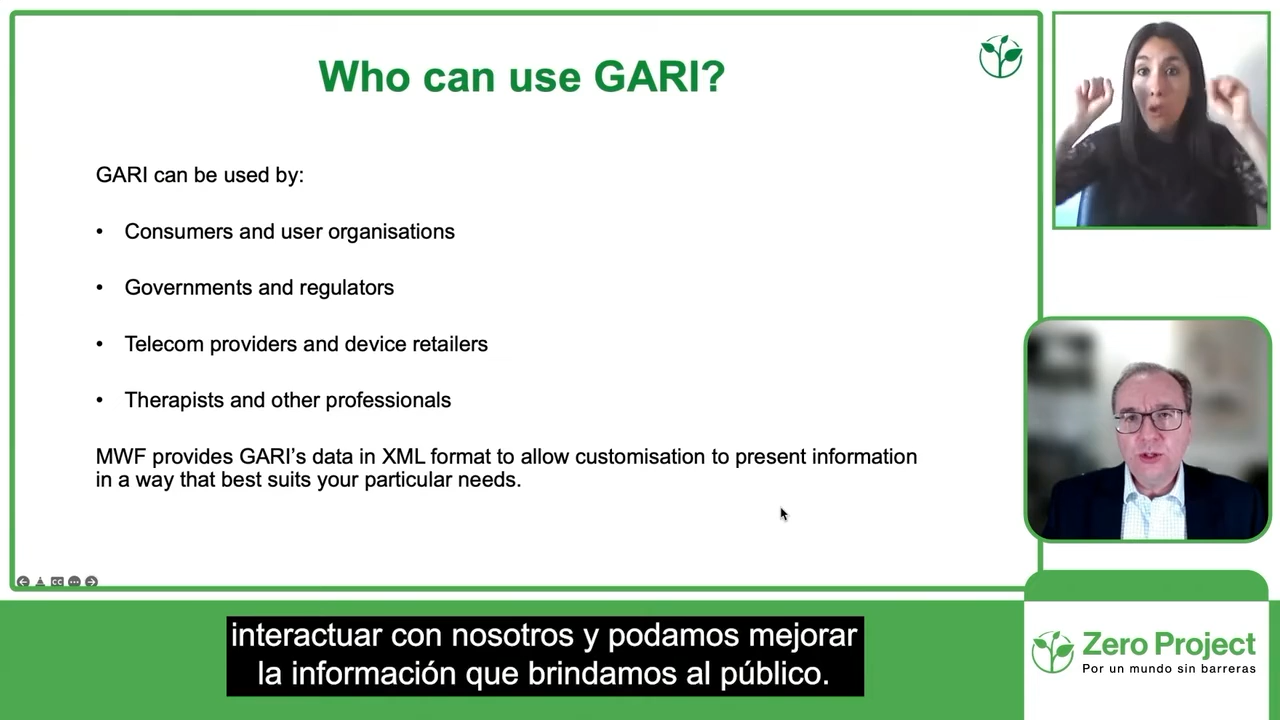 Who can use GARI?
GARI can be used by:
• Consumers and user organisations
• Governments and regulators
• Telecom providers and device retailers
• Therapists and other professionals
MWF provides GARI’s data in XML format to allow customisation to present information
in a way that best suits your particular needs.
CC
interactuar con nosotros y podamos mejorar
la información que brindamos al público.
Zero Project
Por un mundo sin barreras